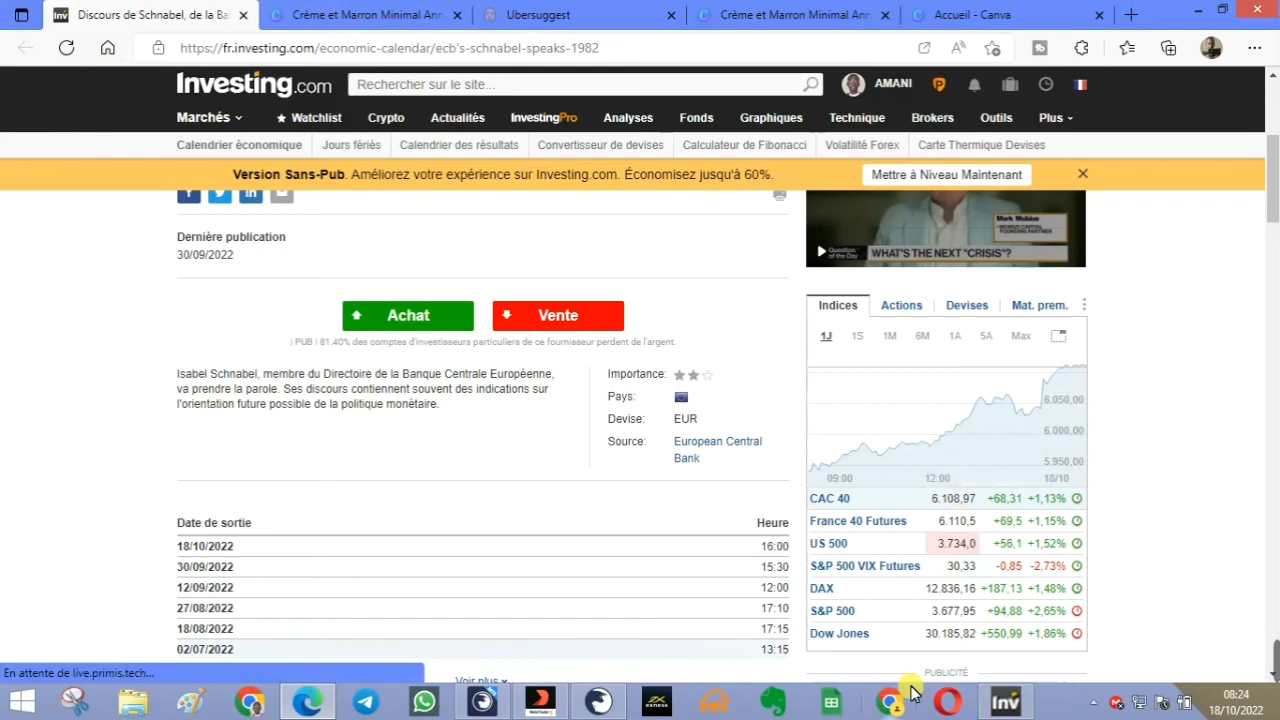 Discours de Schnabel, de la Ba
Crème et Marron Minimal Ann
Ubersuggest
Crème et Marron Minimal Ann
Accueil - Canva
https://fr.investing.com/economic-calendar/ecb's-schnabel-speaks-1982
Investing.com
Rechercher sur le site...
AMANI
Marchés
Watchlist
Crypto
Actualités
InvestingPro
Analyses
Fonds
Graphiques
Technique
Brokers
Outils
Plus
Calendrier économique
Jours fériés
Calendrier des résultats
Convertisseur de devises
Calculateur de Fibonacci
Volatilité Forex
Carte Thermique Devises
Version Sans-Pub. Améliorez votre expérience sur Investing.com. Économisez jusqu'à 60%.
Mettre à Niveau Maintenant
Dernière publication
30/09/2022
Mark Mobius
MOBIUS CAPITAL
FOUNDING PARTNER
Question
of the Day
WHAT'S THE NEXT "CRISIS"?
Achat
Vente
| PUB | 81.40% des comptes d'investisseurs particuliers de ce fournisseur perdent de l'argent.
Isabel Schnabel, membre du Directoire de la Banque Centrale Européenne,
va prendre la parole. Ses discours contiennent souvent des indications sur
l'orientation future possible de la politique monétaire.
Importance:
Pays:
Devise: EUR
Source: European Central
Bank
Date de sortie Heure
18/10/2022 16:00
30/09/2022 15:30
12/09/2022 12:00
27/08/2022 17:10
18/08/2022 17:15
02/07/2022 13:15
Voir plus
Indices
Actions
Devises
Mat. prem.
1J 1S 1M 6M 1A 5A Max
6.050,00
6.000,00
5.950,00
09:00 12:00 18/10
CAC 40 6.108,97 +68,31 +1,13%
France 40 Futures 6.110,5 +69,5 +1,15%
US 500 3.734,0 +56,1 +1,52%
S&P 500 VIX Futures 30,33 -0,85 -2,73%
DAX 12.836,16 +187,13 +1,48%
S&P 500 3.677,95 +94,88 +2,65%
Dow Jones 30.185,82 +550,99 +1,86%
PUBLICITÉ
En attente de live.primis.tech...
exness
Inv
08:24
18/10/2022